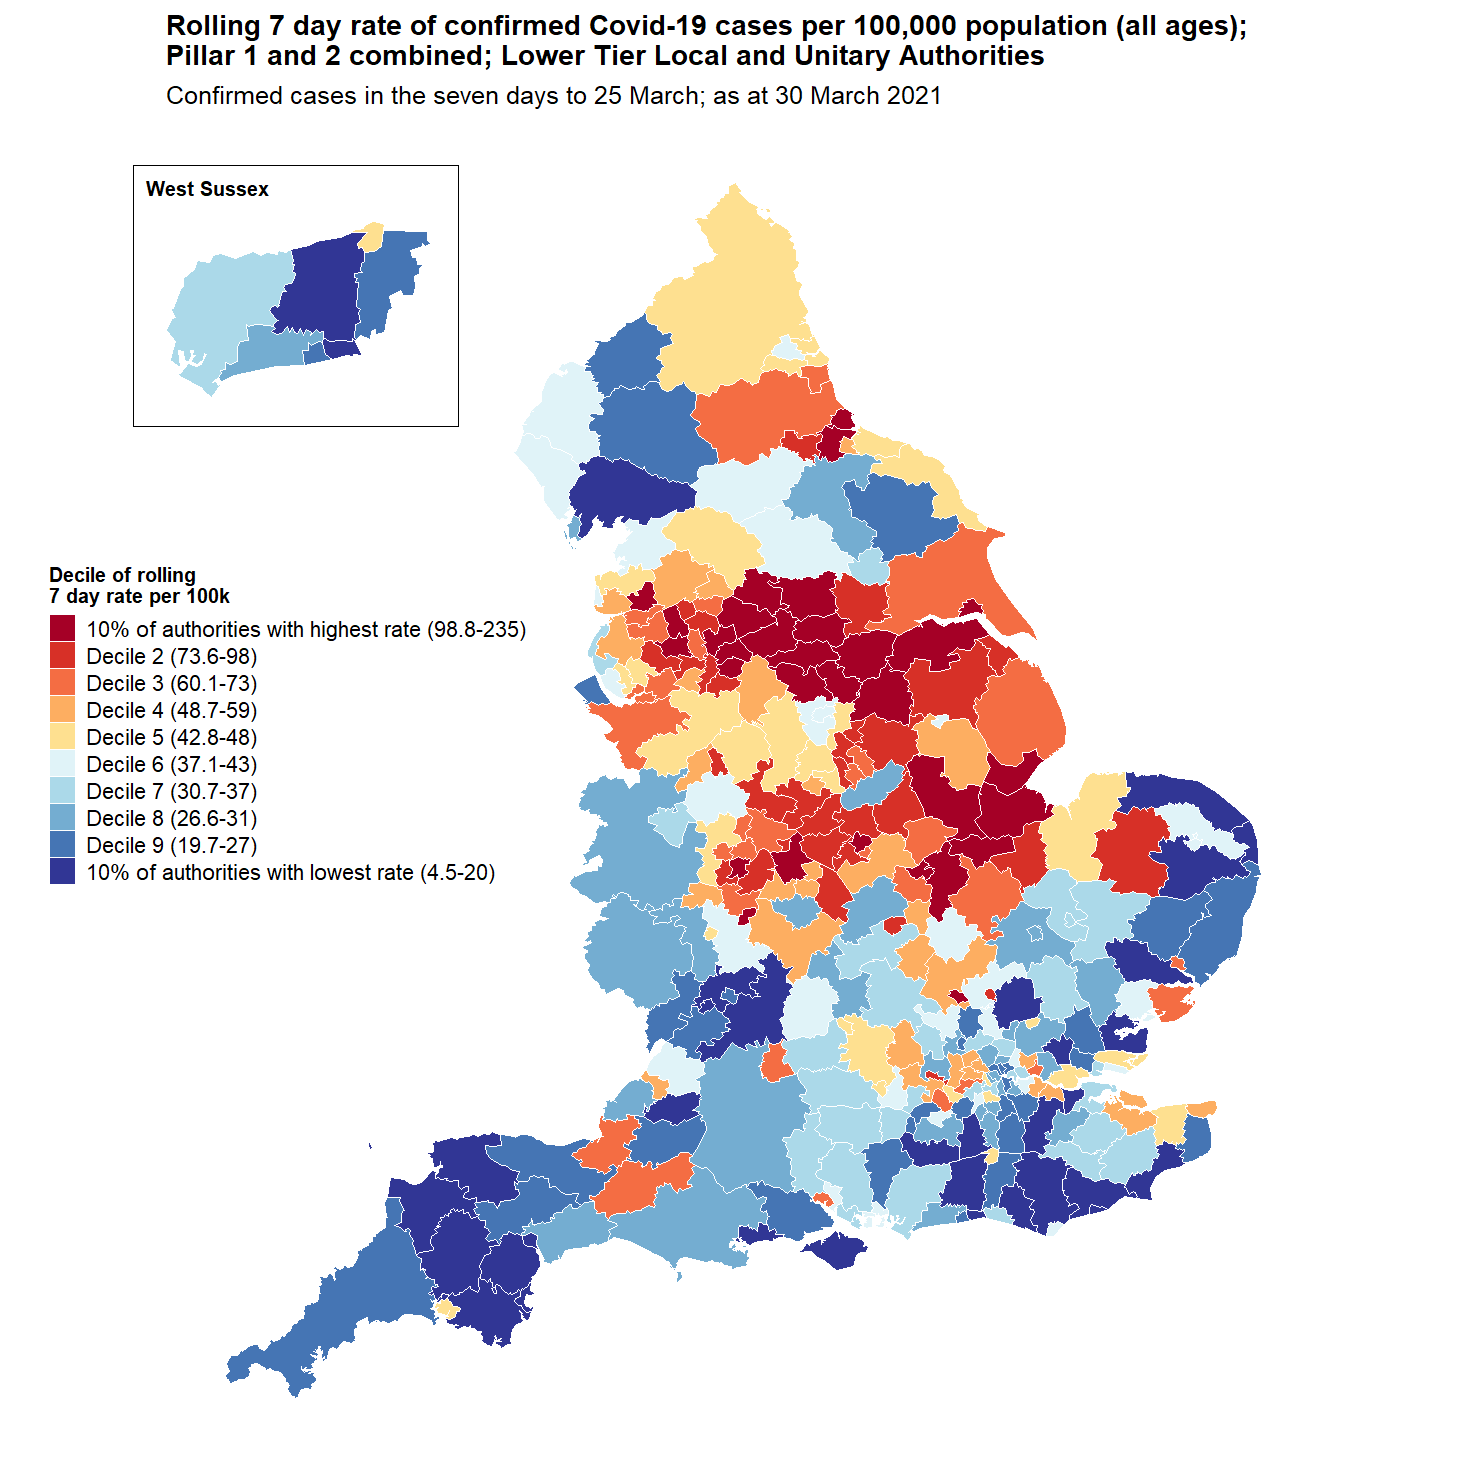 Rolling 7 day rate of confirmed Covid-19 cases per 100,000 population (all ages);
Pillar 1 and 2 combined; Lower Tier Local and Unitary Authorities
Confirmed cases in the seven days to 25 March; as at 30 March 2021
West Sussex
Decile of rolling
7 day rate per 100k
10% of authorities with highest rate (98.8-235)
Decile 2 (73.6-98)
Decile 3 (60.1-73)
Decile 4 (48.7-59)
Decile 5 (42.8-48)
Decile 6 (37.1-43)
Decile 7 (30.7-37)
Decile 8 (26.6-31)
Decile 9 (19.7-27)
10% of authorities with lowest rate (4.5-20)